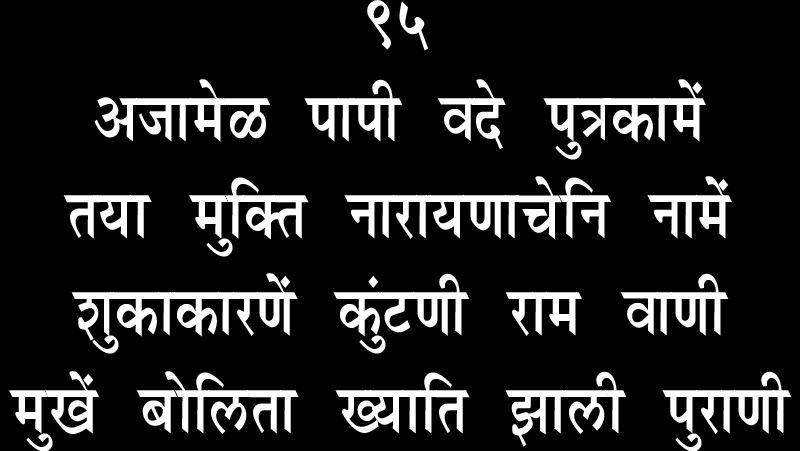 ९५
अजामेळ पापी वदे पुत्रकामें
तया मुक्ति नारायणाचेनि नामें
शुकाकारणें कुंटणी राम वाणी
मुखें बोलिता ख्याति झाली पुराणी